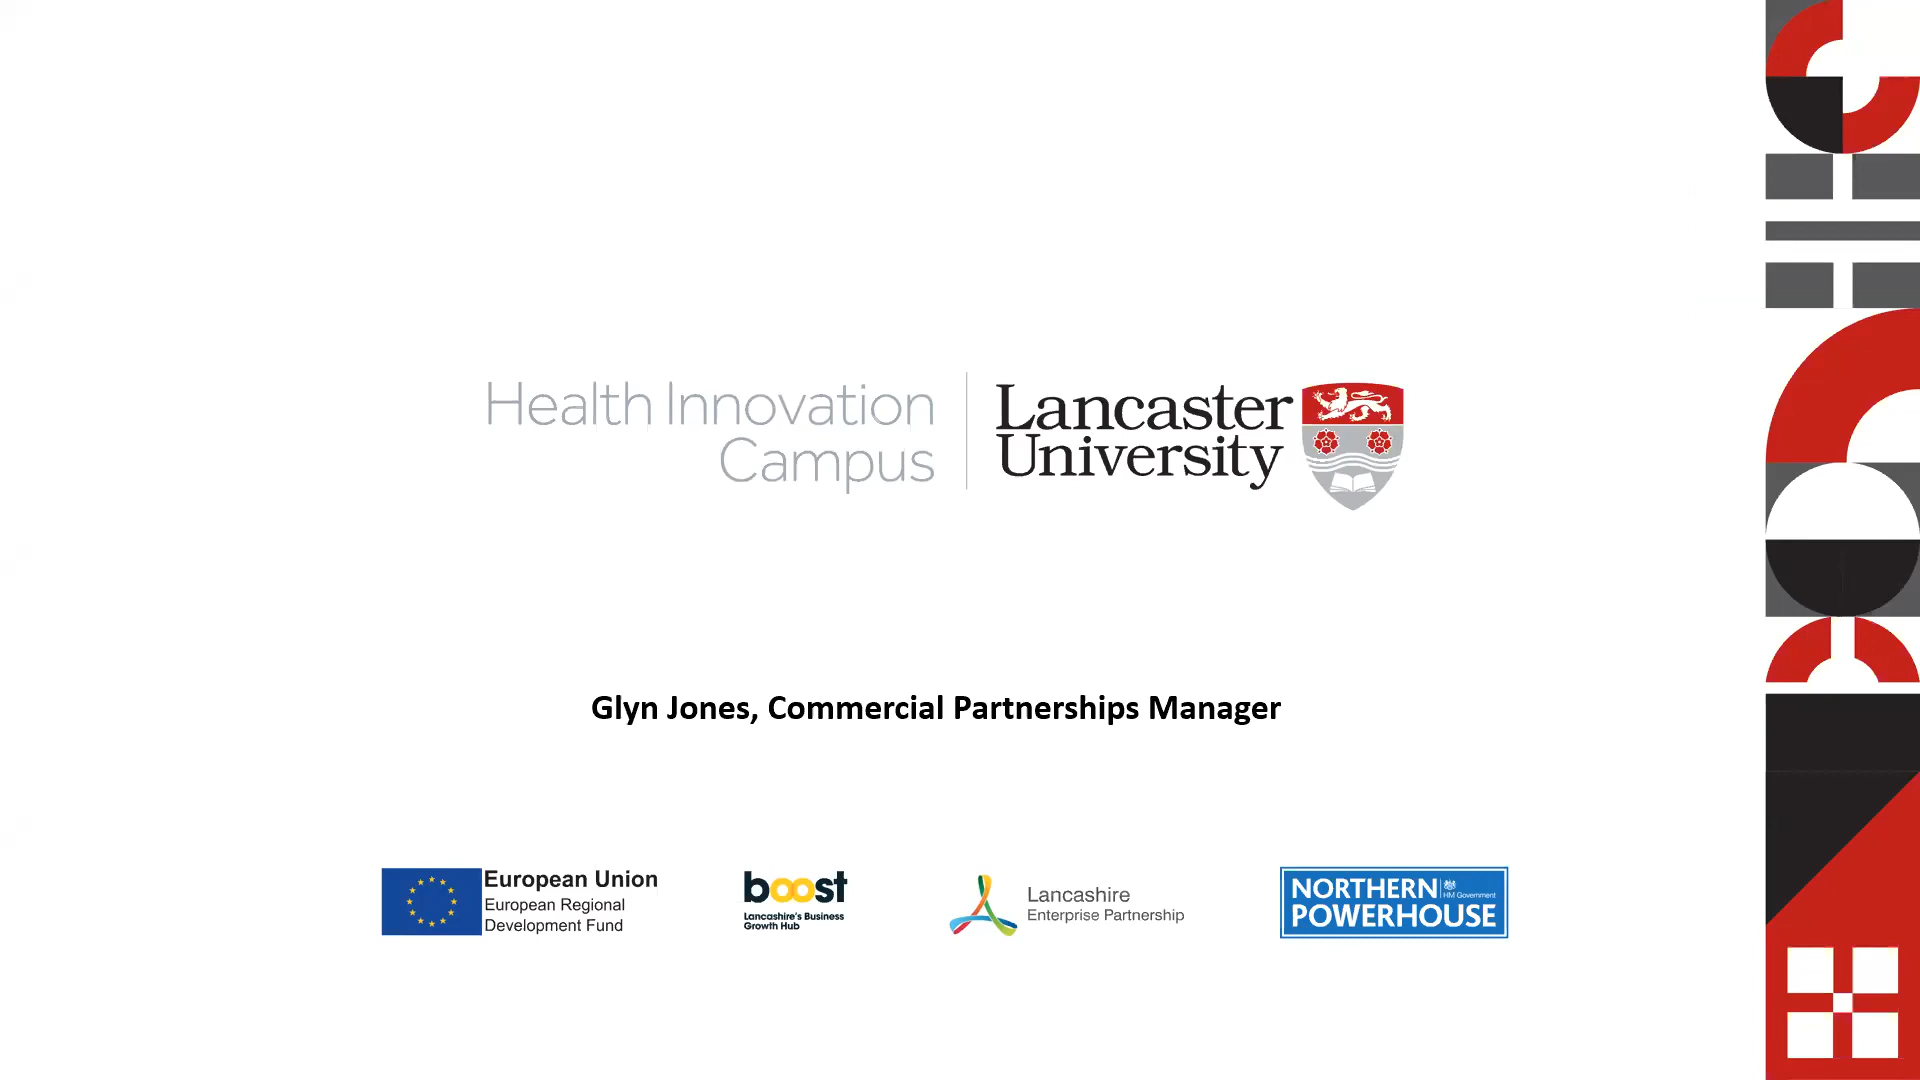 Health Innovation
Campus
Lancaster
University
Glyn Jones, Commercial Partnerships Manager
European Union
European Regional
Development Fund
boost
Lancashire's Business
Growth Hub
Lancashire
Enterprise Partnership
NORTHERN
HM Government
POWERHOUSE